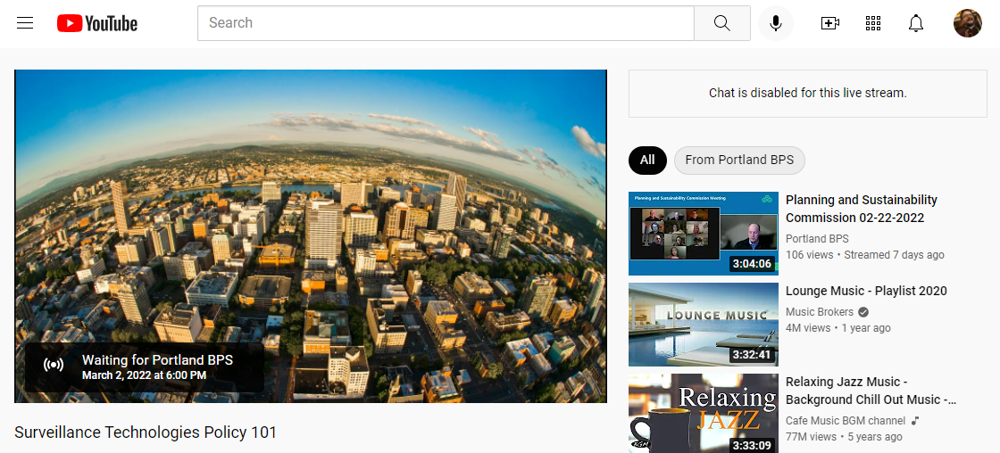 YouTube
Search
Chat is disabled for this live stream.
All
From Portland BPS
Waiting for Portland BPS
March 2, 2022 at 6:00 PM
Surveillance Technologies Policy 101
Planning and Sustainability Commission Meeting
3:04:06
Planning and Sustainability
Commission 02-22-2022
Portland BPS
106 views • Streamed 7 days ago
LOUNGE MUSIC
3:32:41
Lounge Music - Playlist 2020
Music Brokers
4M views • 1 year ago
Relaxing
JAZZ
BGM
3:33:09
Relaxing Jazz Music -
Background Chill Out Music -...
Cafe Music BGM channel
77M views • 5 years ago